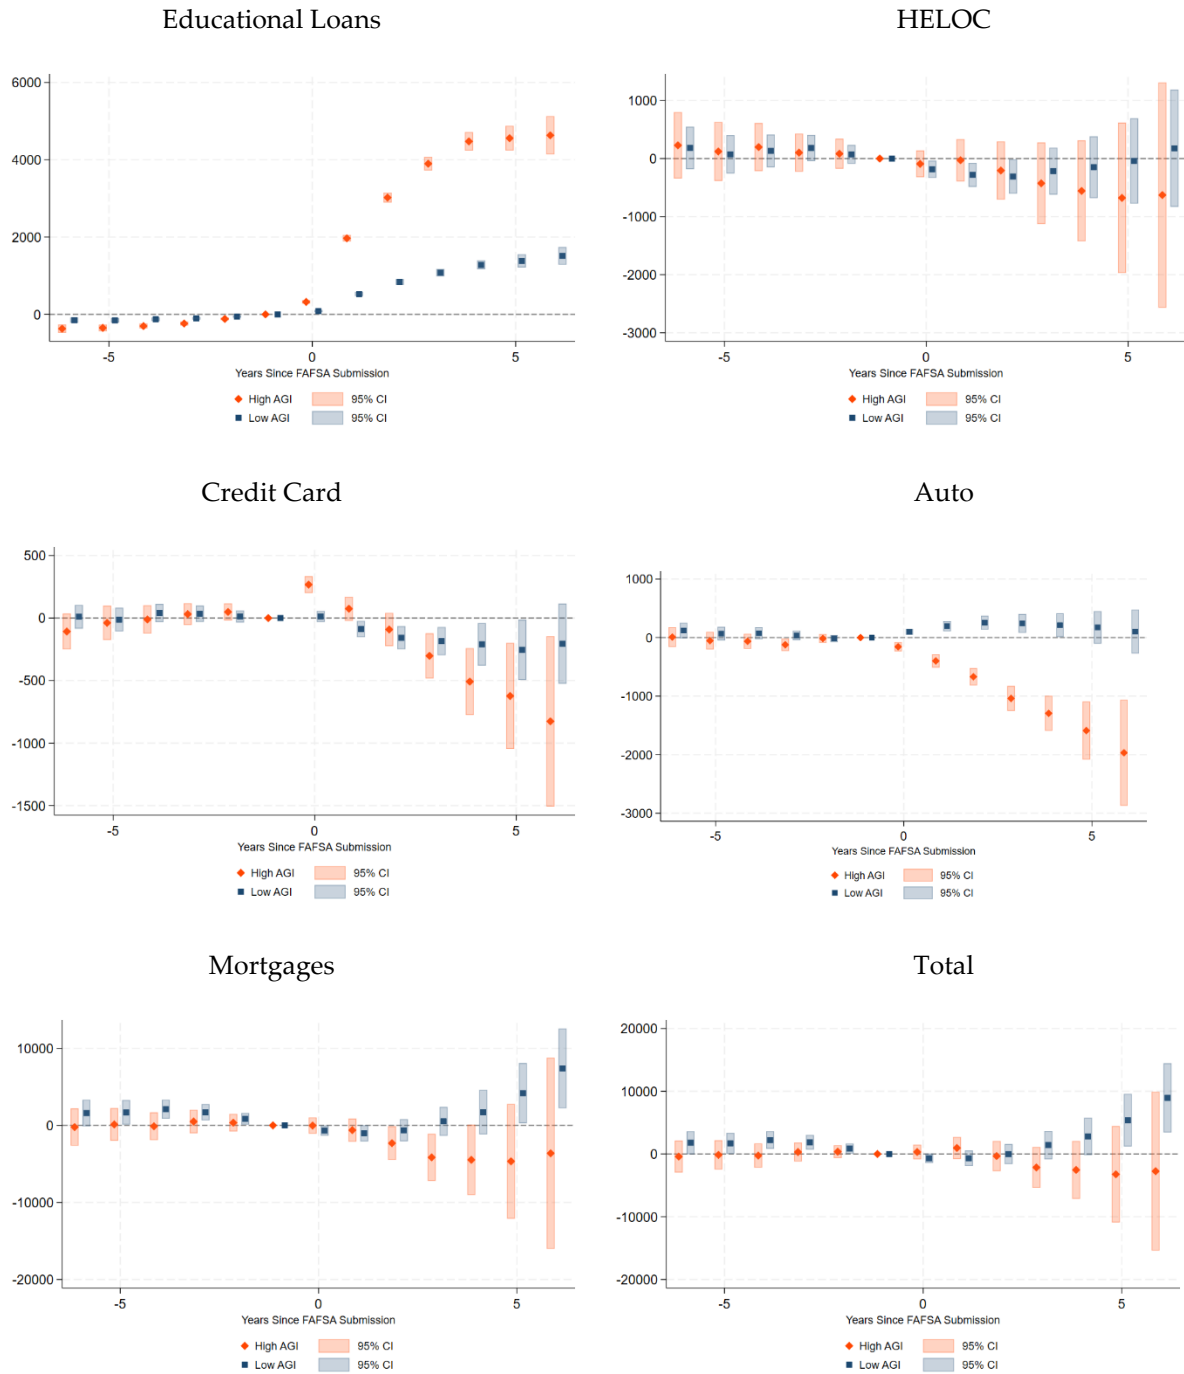 Educational Loans
6000
4000
2000
0
-5 0 5
Years Since FAFSA Submission
High AGI 95% CI
Low AGI 95% CI
HELOC
1000
0
-1000
-2000
-3000
-5 0 5
Years Since FAFSA Submission
High AGI 95% CI
Low AGI 95% CI
Credit Card
500
0
-500
-1000
-1500
-5 0 5
Years Since FAFSA Submission
High AGI 95% CI
Low AGI 95% CI
Auto
1000
0
-1000
-2000
-3000
-5 0 5
Years Since FAFSA Submission
High AGI 95% CI
Low AGI 95% CI
Mortgages
10000
0
-10000
-20000
-5 0 5
Years Since FAFSA Submission
High AGI 95% CI
Low AGI 95% CI
Total
20000
10000
0
-10000
-20000
-5 0 5
Years Since FAFSA Submission
High AGI 95% CI
Low AGI 95% CI